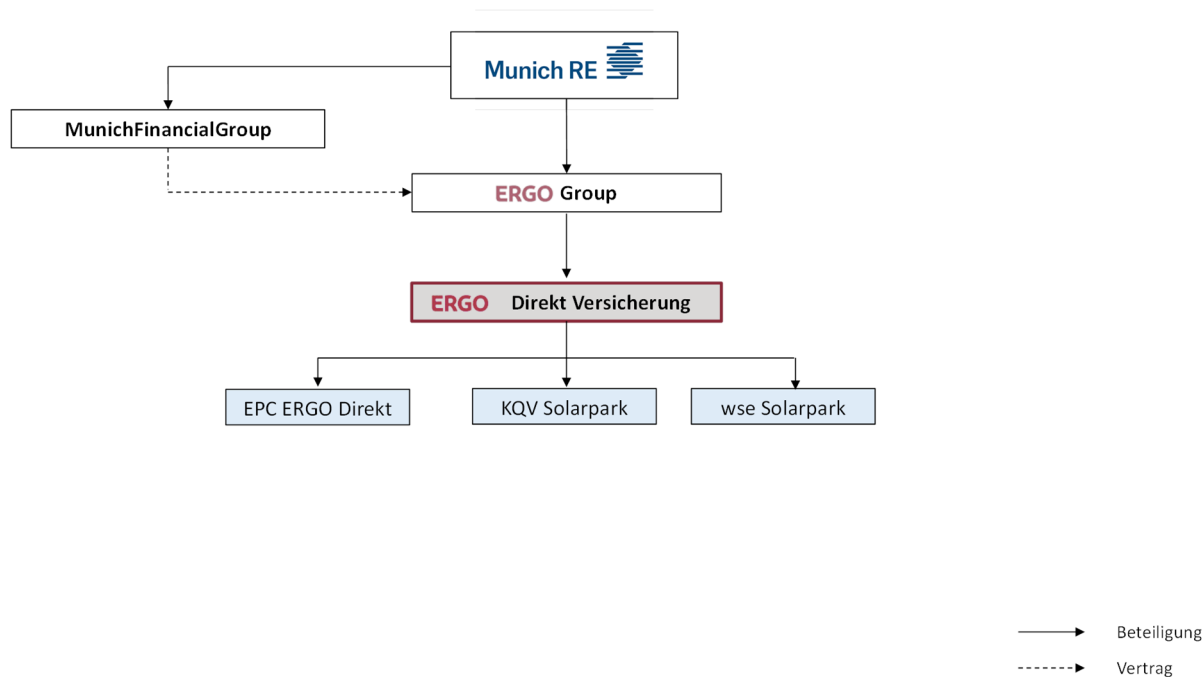 Munich RE
MunichFinancialGroup
ERGO Group
ERGO Direkt Versicherung
EPC ERGO Direkt
KQV Solarpark
wse Solarpark
Beteiligung
Vertrag